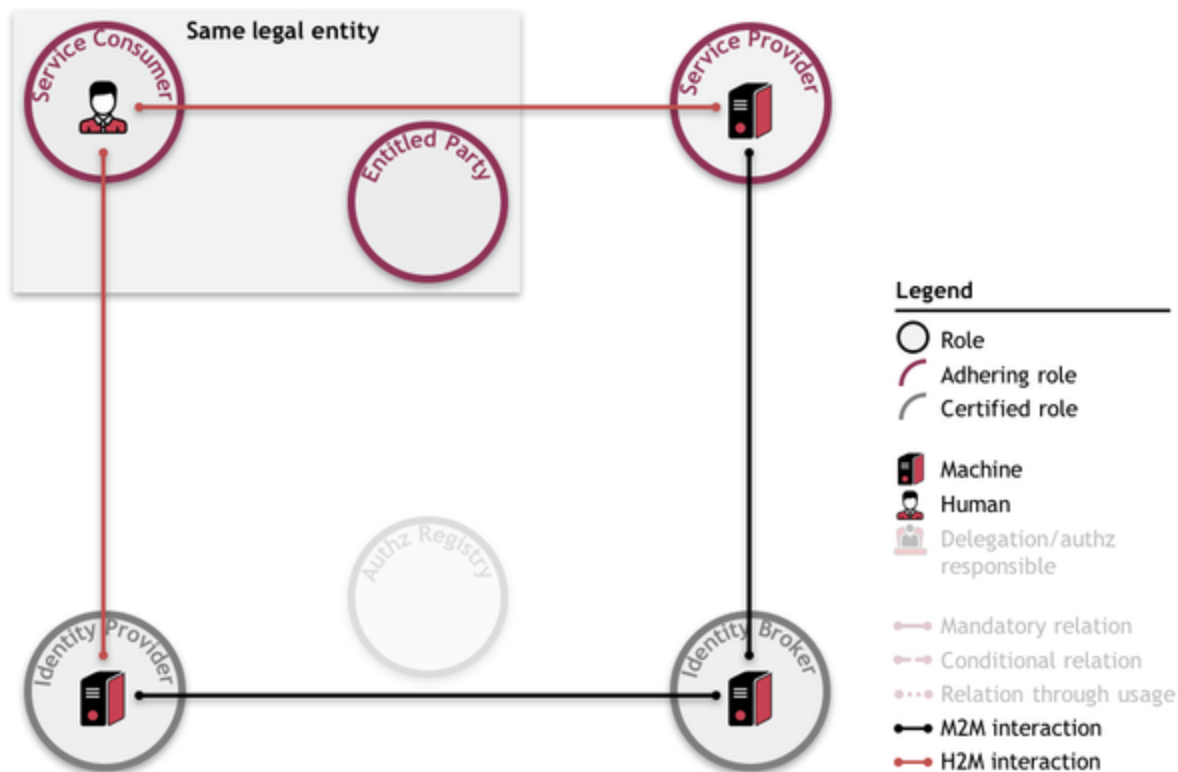 Same legal entity
Service Consumer
Service Provider
Entitled Party
Legend
Role
Adhering role
Certified role
Machine
Human
Delegation/authz
responsible
Authz Registry
Identity Provider
Identity Broker
Mandatory relation
Conditional relation
Relation through usage
M2M interaction
H2M interaction